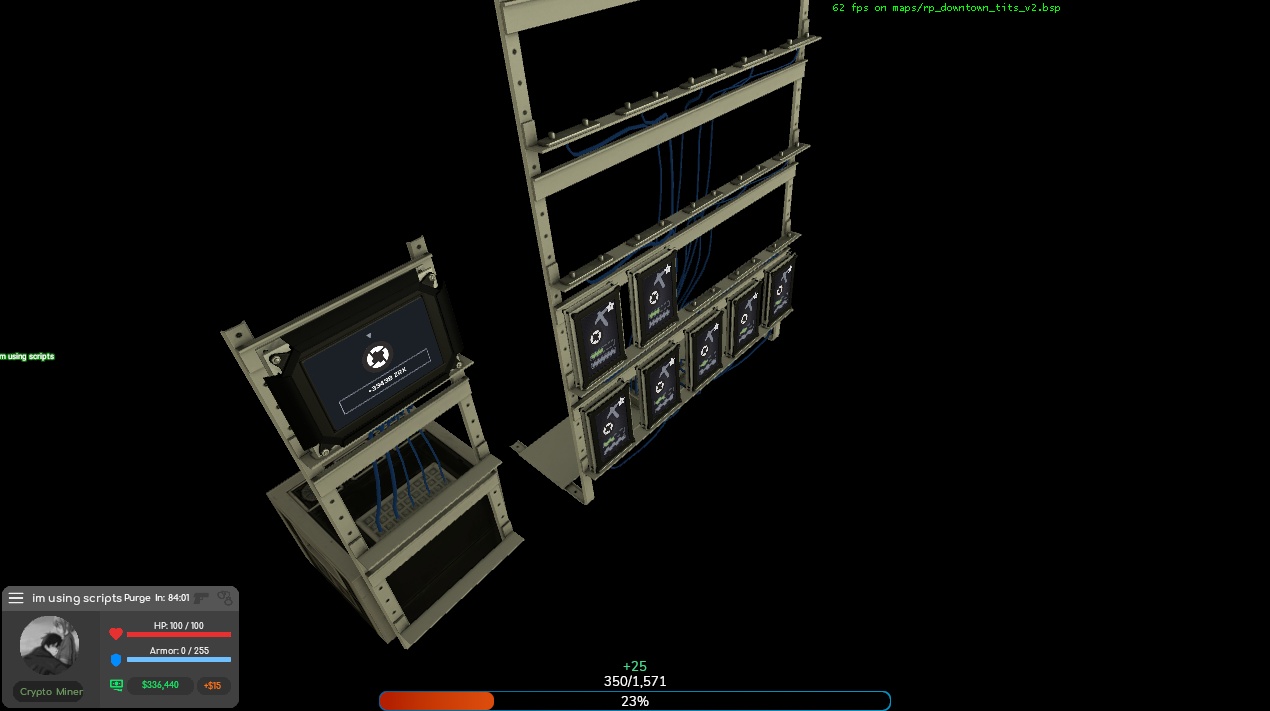 62 fps on maps/rp_downtown_tits_v2.bsp
m using scripts
im using scripts Purge In: 84:01
HP: 100 / 100
Armor: 0 / 255
$336,440 +$15
Crypto Miner
+25
350/1,571
23%